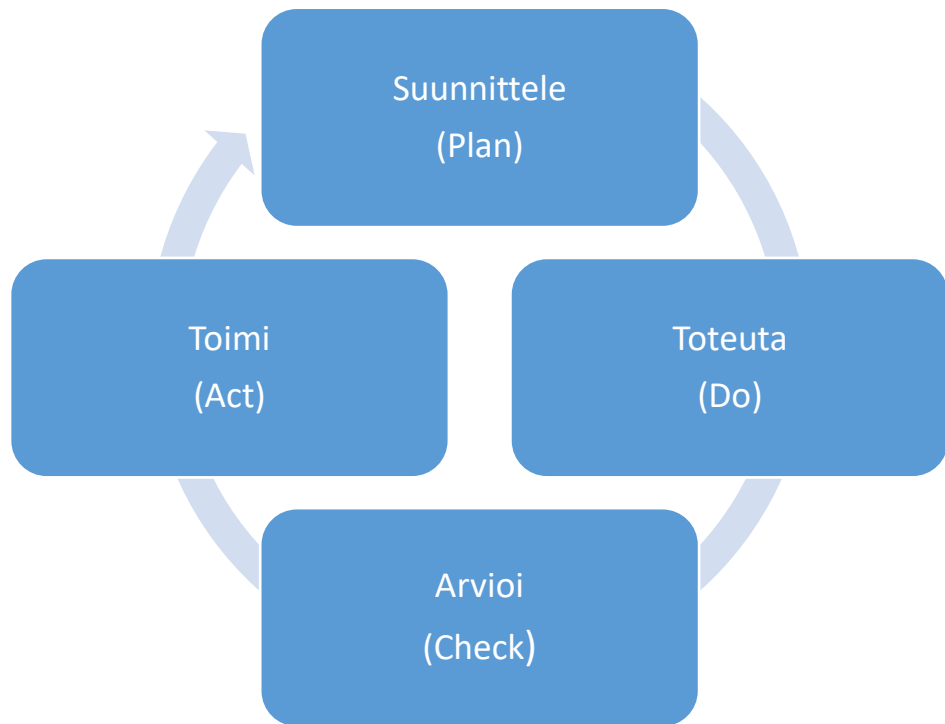 Suunnittele
(Plan)
Toimi
(Act)
Toteuta
(Do)
Arvioi
(Check)